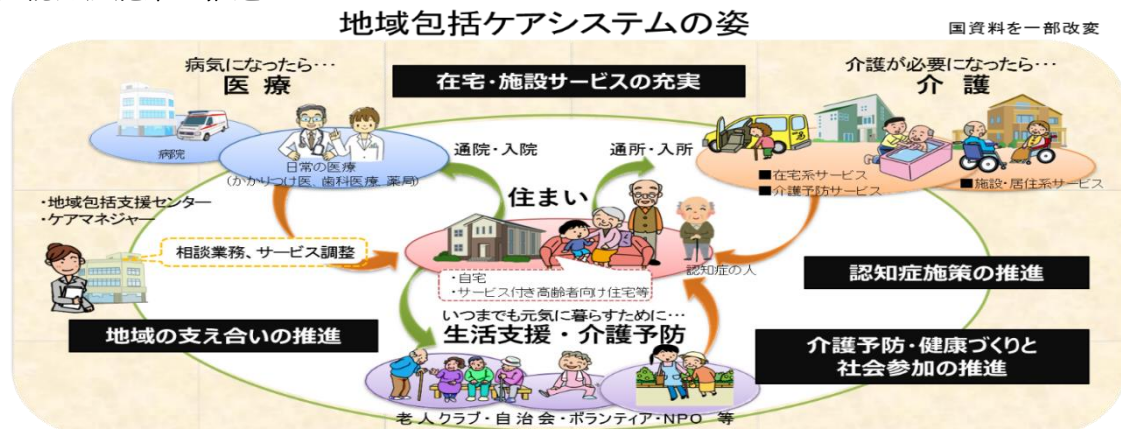 地域包括ケアシステムの姿
国資料を一部改変
病気になったら…
医療
在宅・施設サービスの充実
介護が必要になったら…
介 護
病院
日常の医療
(かかりつけ医、歯科医療、薬局)
通院・入院
通所・入所
■在宅系サービス
■介護予防サービス
■施設・居住系サービス
住まい
・地域包括支援センター
・ケアマネジャー
相談業務、サービス調整
認知症の人
認知症施策の推進
・自宅
・サービス付き高齢者向け住宅等
地域の支え合いの推進
いつまでも元気に暮らすために…
生活支援・介護予防
介護予防・健康づくりと
社会参加の推進
老人クラブ・自治会・ボランティア・NPO 等